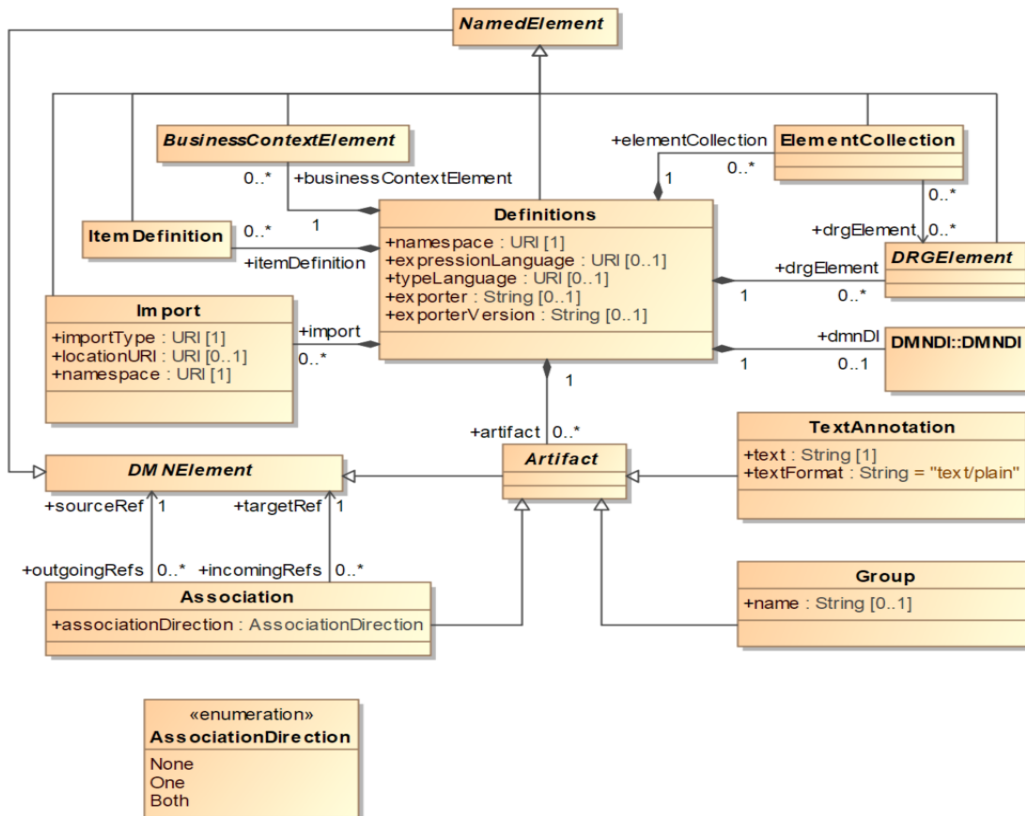 NamedElement
BusinessContextElement
+elementCollection
ElementCollection
0..*
+businessContextElement
1
0..*
0..*
1
Definitions
ItemDefinition
0..*
+itemDefinition
+namespace : URI [1]
+expressionLanguage : URI [0..1]
+typeLanguage : URI [0..1]
+exporter : String [0..1]
+exporterVersion : String [0..1]
+drgElement
0..*
DRGElement
+drgElement
1
0..*
Import
+importType : URI [1]
+locationURI : URI [0..1]
+namespace : URI [1]
+import
0..*
+dmnDI
1
0..1
DMNDI::DMNDI
1
+artifact
0..*
DMNElement
Artifact
TextAnnotation
+text : String [1]
+textFormat : String = "text/plain"
+sourceRef
1
+targetRef
1
+outgoingRefs
0..*
+incomingRefs
0..*
Association
+associationDirection : AssociationDirection
Group
+name : String [0..1]
«enumeration»
AssociationDirection
None
One
Both